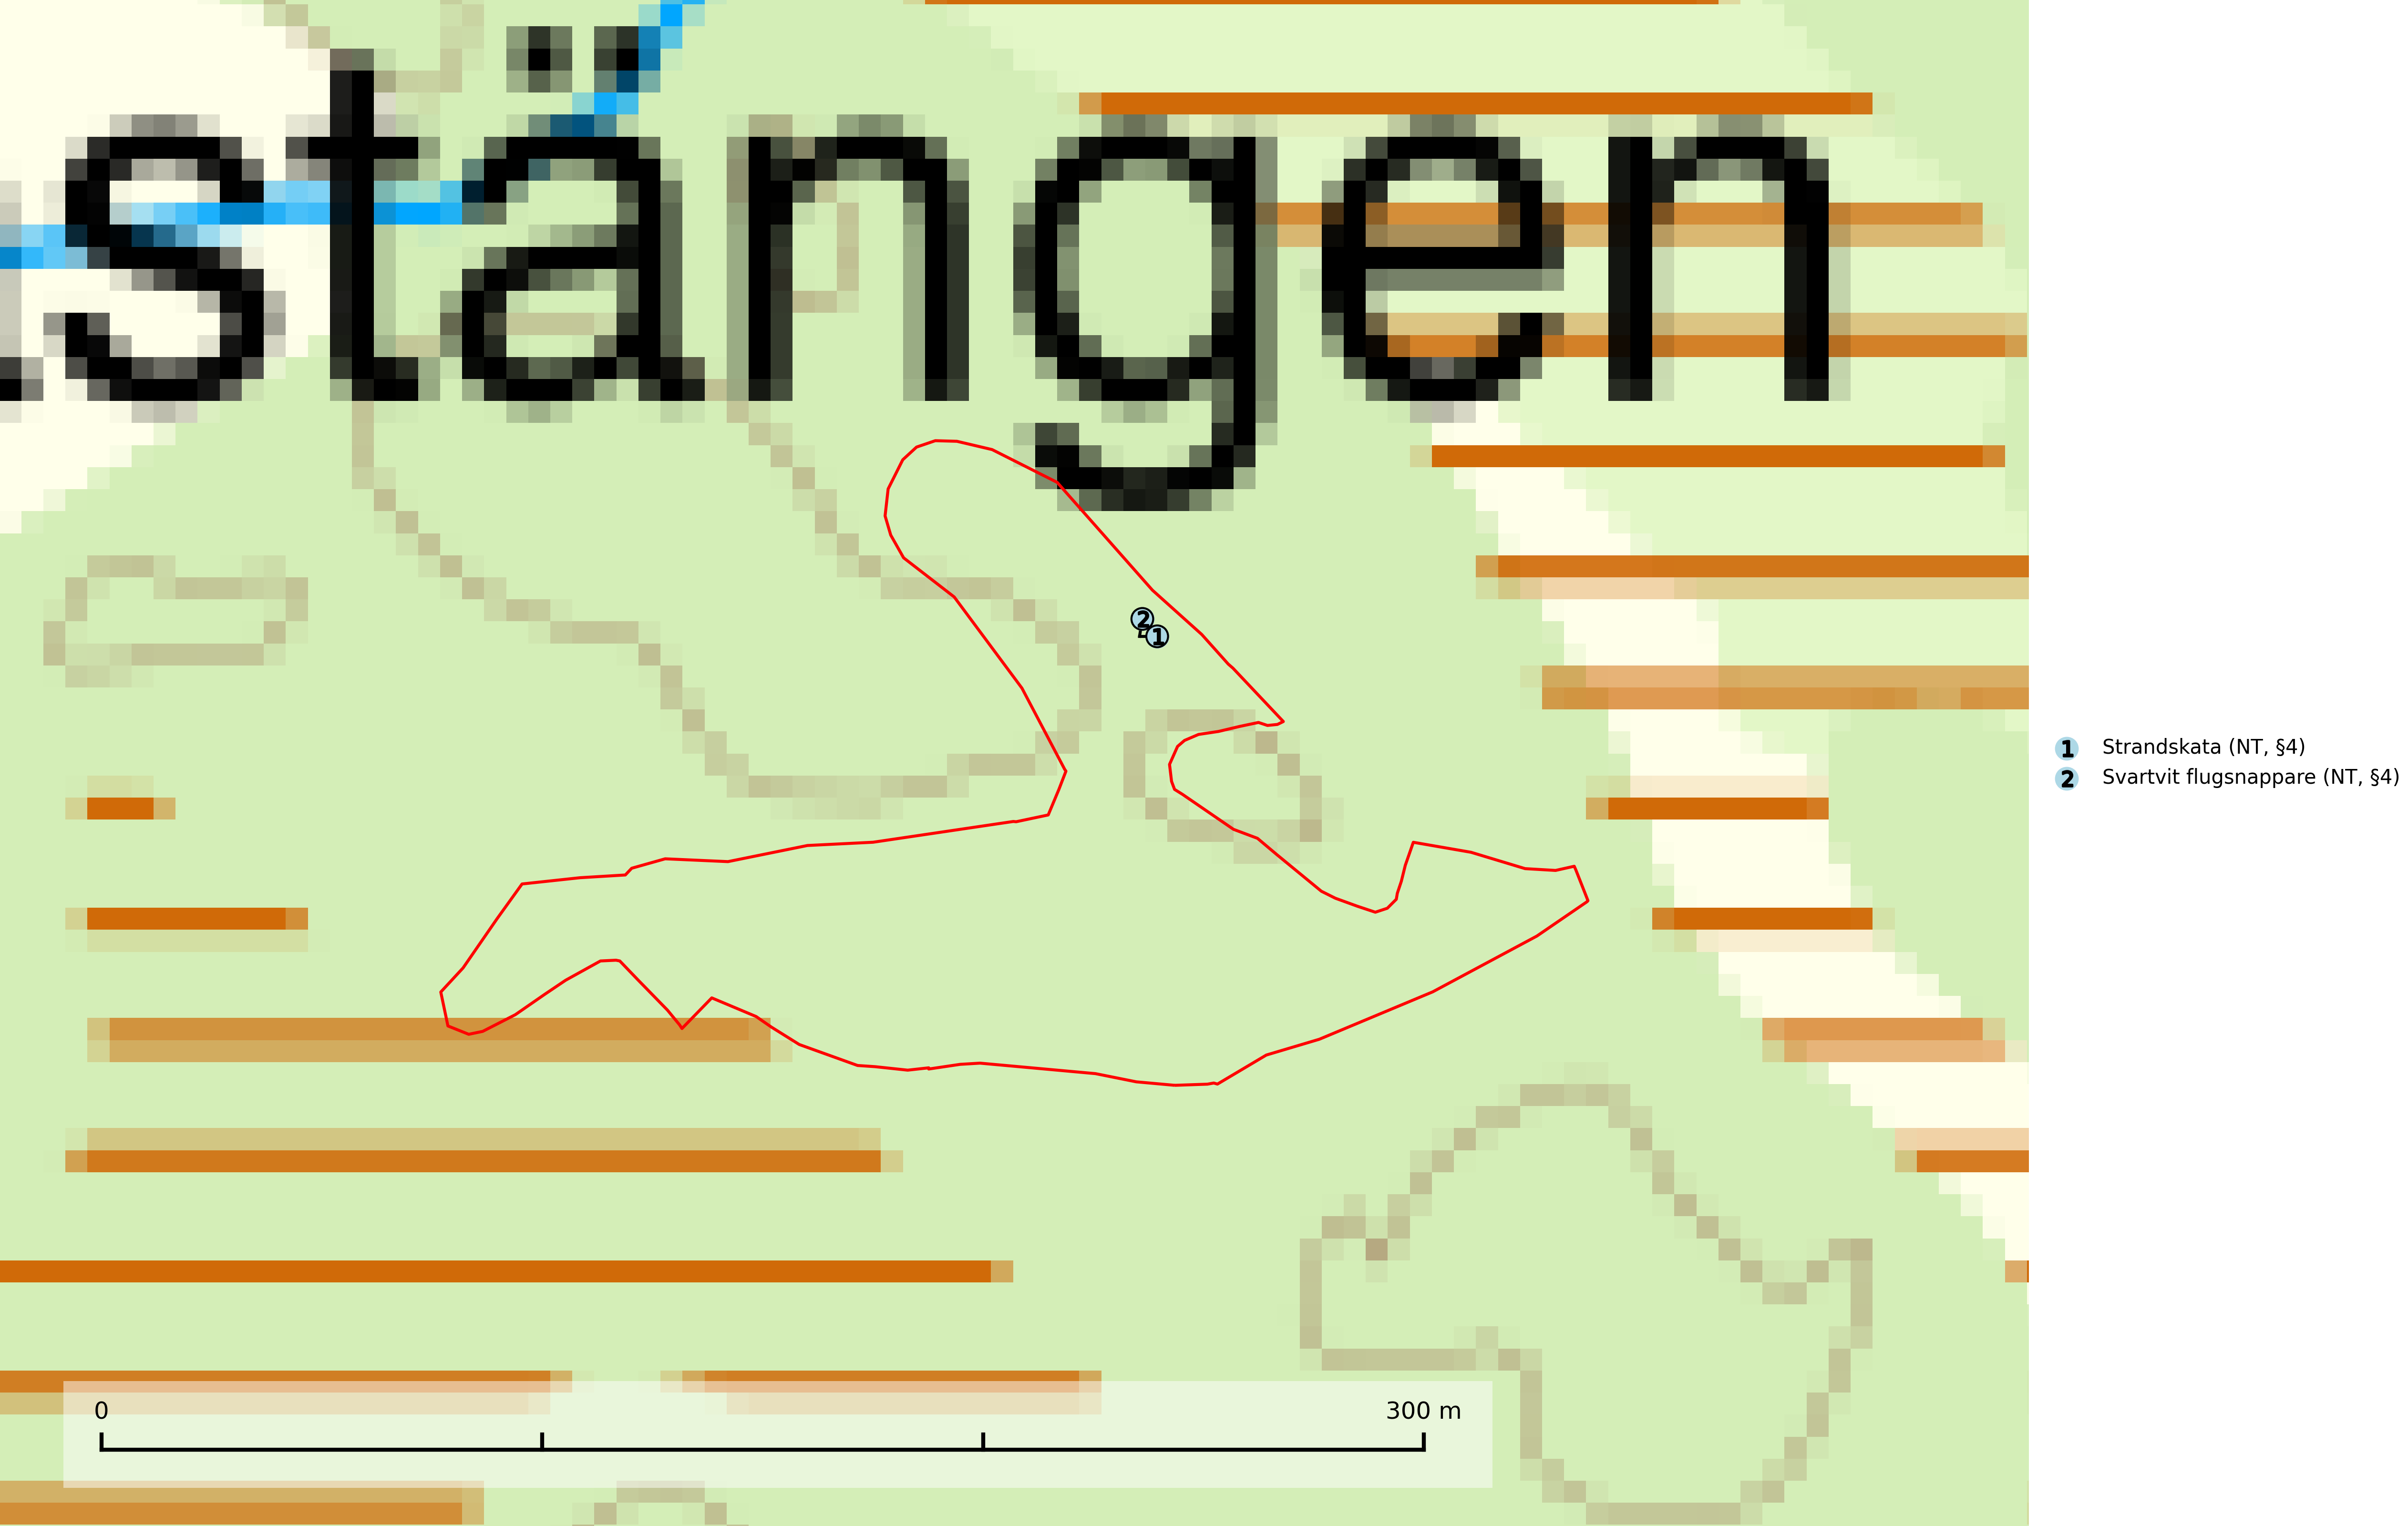 stängen
2
1
1 Strandskata (NT, §4)
2 Svartvit flugsnappare (NT, §4)
0 300 m